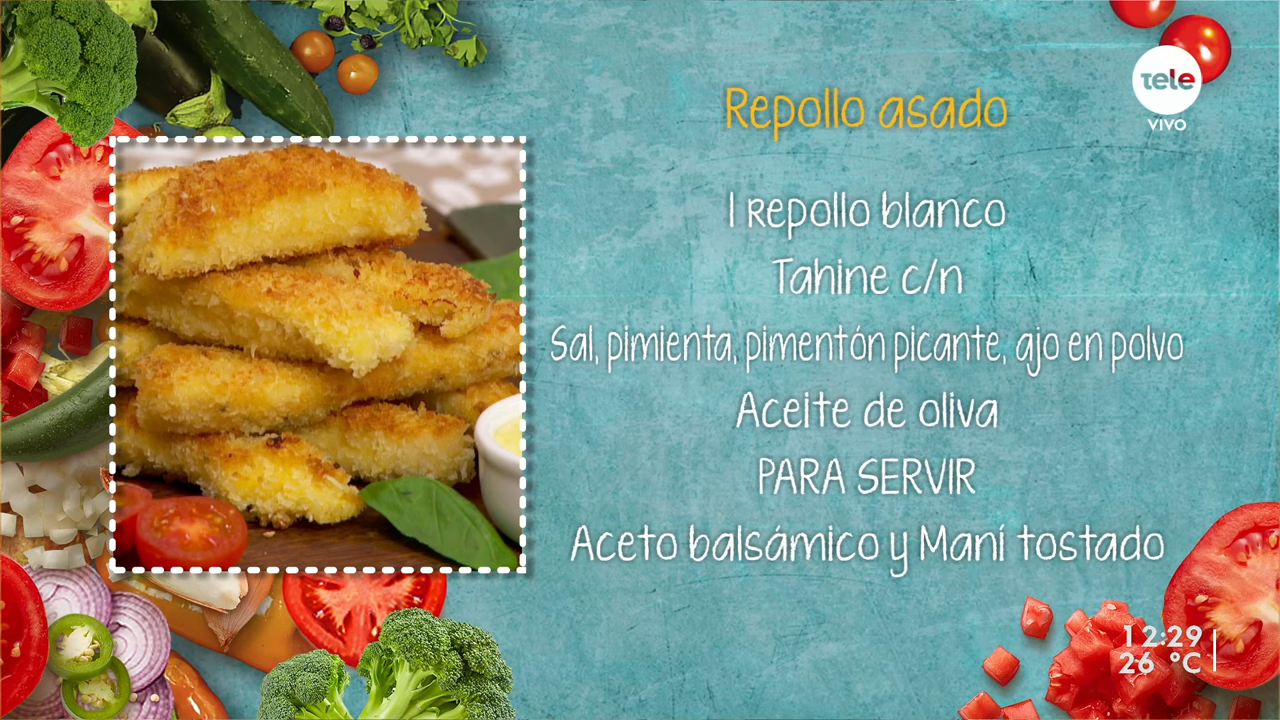 Repollo asado
1 Repollo blanco
Tahine c/n
Sal, pimienta, pimentón picante, ajo en polvo
Aceite de oliva
PARA SERVIR
Aceto balsámico y Maní tostado
tele
VIVO
12:29
26 °C